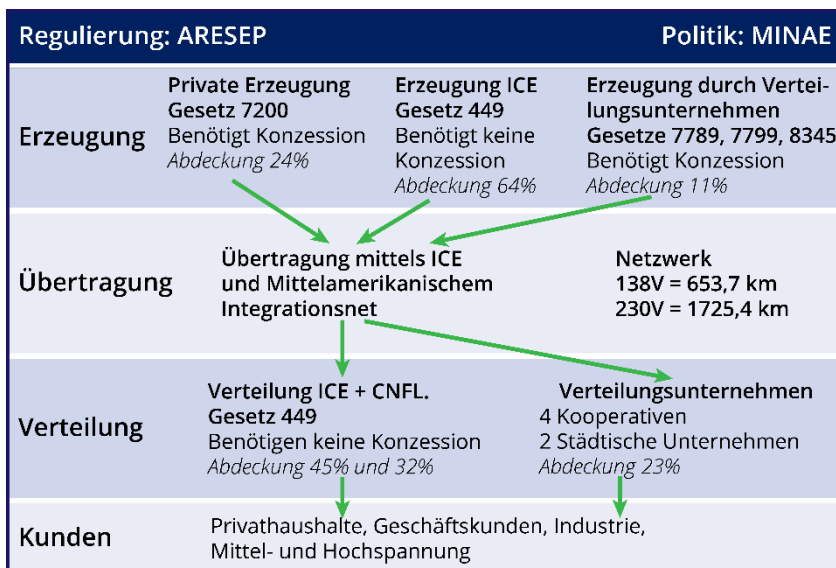 Regulierung: ARESEP
Politik: MINAE
Erzeugung
Private Erzeugung
Gesetz 7200
Benötigt Konzession
Abdeckung 24%
Erzeugung ICE
Gesetz 449
Benötigt keine
Konzession
Abdeckung 64%
Erzeugung durch Vertei-
lungsunternehmen
Gesetze 7789, 7799, 8345
Benötigt Konzession
Abdeckung 11%
Übertragung
Übertragung mittels ICE
und Mittelamerikanischem
Integrationsnet
Netzwerk
138V = 653,7 km
230V = 1725,4 km
Verteilung
Verteilung ICE + CNFL.
Gesetz 449
Benötigen keine Konzession
Abdeckung 45% und 32%
Verteilungsunternehmen
4 Kooperativen
2 Städtische Unternehmen
Abdeckung 23%
Kunden
Privathaushalte, Geschäftskunden, Industrie,
Mittel- und Hochspannung